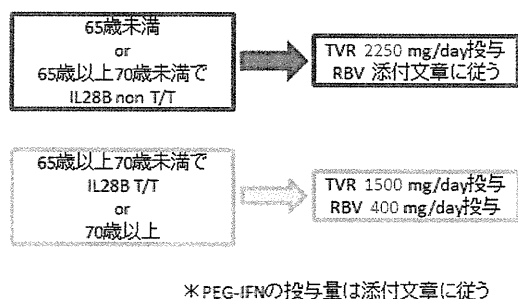 65歳未満
or
65歳以上70歳未満で
IL28B non T/T
TVR 2250 mg/day投与
RBV 添付文章に従う
65歳以上70歳未満で
IL28B T/T
or
70歳以上
TVR 1500 mg/day投与
RBV 400 mg/day投与
*PEG-IFNの投与量は添付文章に従う